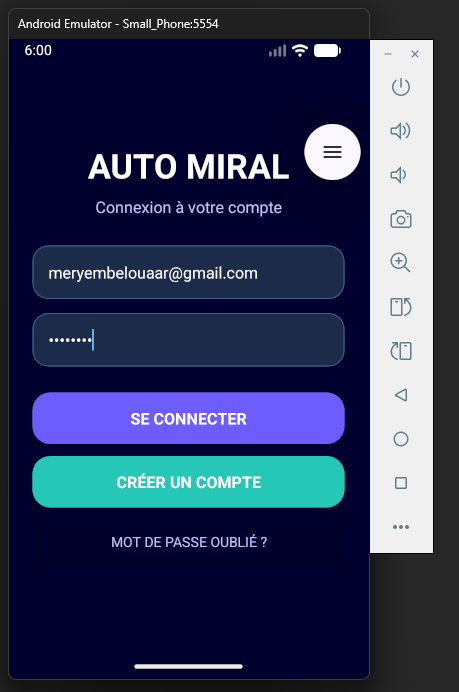 Android Emulator - Small_Phone:5554
6:00
AUTO MIRAL
Connexion à votre compte
meryembelouaar@gmail.com
••••••••
SE CONNECTER
CRÉER UN COMPTE
MOT DE PASSE OUBLIÉ ?